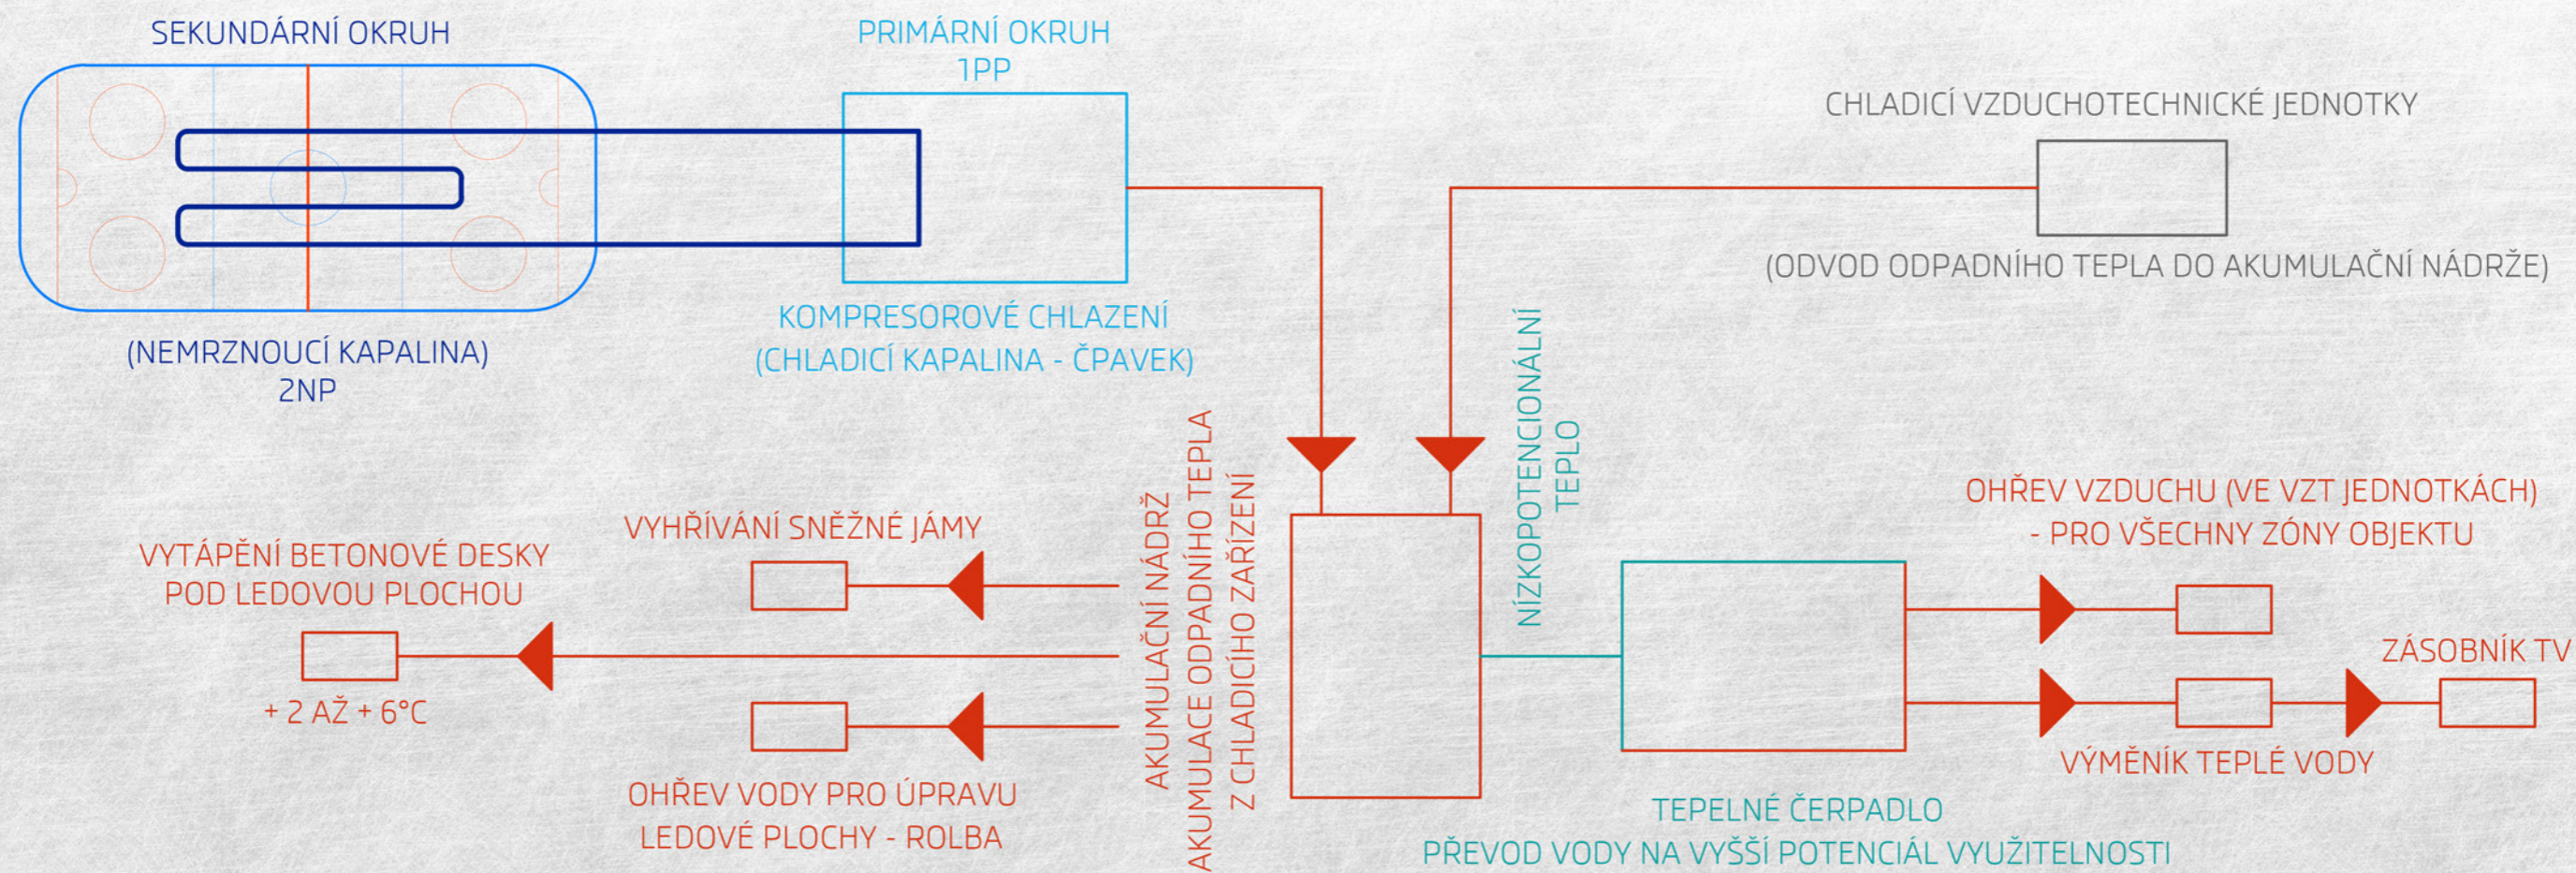 SEKUNDÁRNÍ OKRUH
(NEMRZNOUCÍ KAPALINA)
2NP
PRIMÁRNÍ OKRUH
1PP
KOMPRESOROVÉ CHLAZENÍ
(CHLADICÍ KAPALINA - ČPAVEK)
CHLADICÍ VZDUCHOTECHNICKÉ JEDNOTKY
(ODVOD ODPADNÍHO TEPLA DO AKUMULAČNÍ NÁDRŽE)
VYTÁPĚNÍ BETONOVÉ DESKY
POD LEDOVOU PLOCHOU
+ 2 AŽ + 6°C
VYHŘÍVÁNÍ SNĚŽNÉ JÁMY
OHŘEV VODY PRO ÚPRAVU
LEDOVÉ PLOCHY - ROLBA
AKUMULAČNÍ NÁDRŽ
AKUMULACE ODPADNÍHO TEPLA
Z CHLADICÍHO ZAŘÍZENÍ
NÍZKOPOTENCIONÁLNÍ
TEPLO
TEPELNÉ ČERPADLO
PŘEVOD VODY NA VYŠŠÍ POTENCIÁL VYUŽITELNOSTI
OHŘEV VZDUCHU (VE VZT JEDNOTKÁCH)
- PRO VŠECHNY ZÓNY OBJEKTU
ZÁSOBNÍK TV
VÝMĚNÍK TEPLÉ VODY